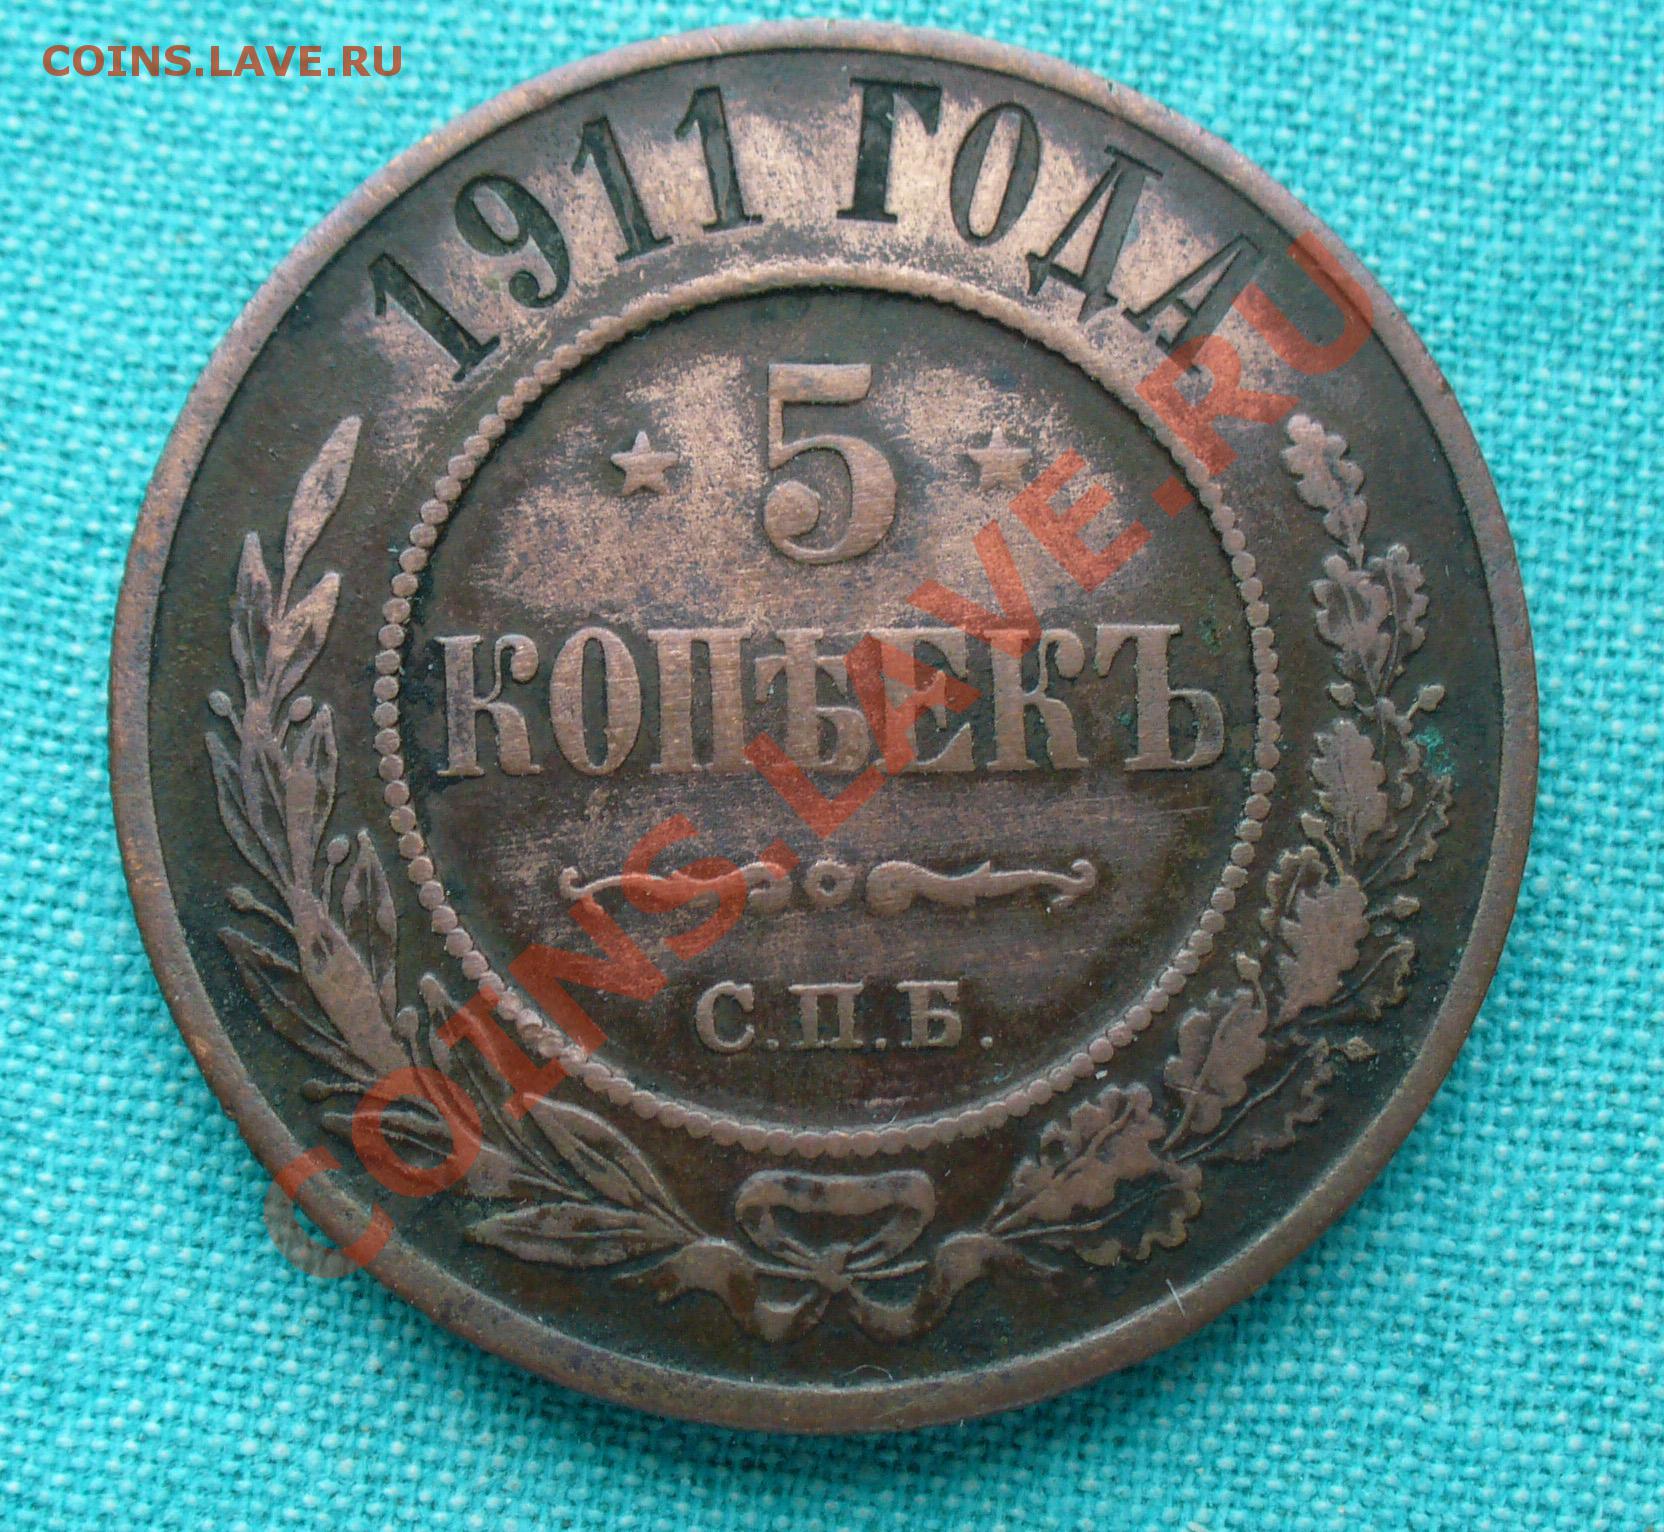 COINS.LAVE.RU
1911 ГОДА
5
КОПѢЕКЪ
С.П.Б.
COINS.LAVE.RU